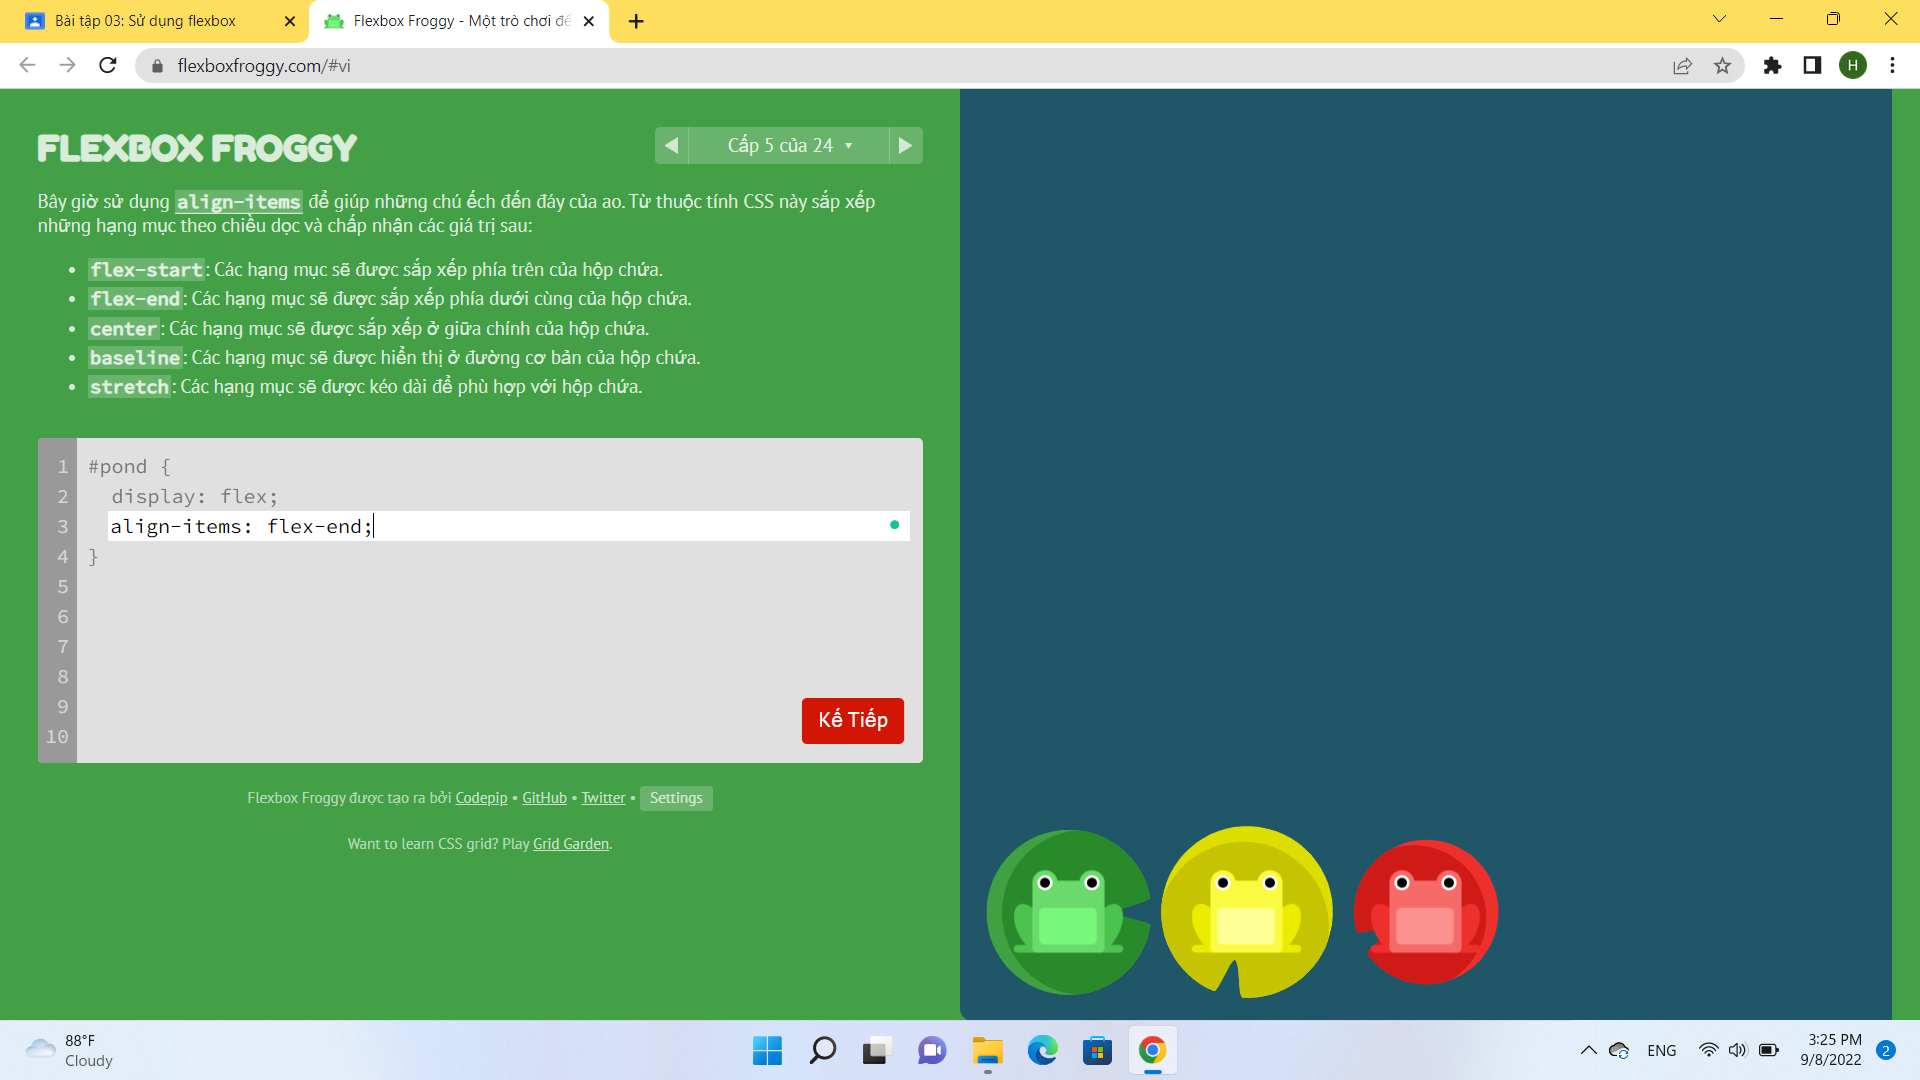 Bài tập 03: Sử dụng flexbox
Flexbox Froggy - Một trò chơi để
flexboxfroggy.com/#vi
H
FLEXBOX FROGGY
Cấp 5 của 24
Bây giờ sử dụng align-items để giúp những chú ếch đến đáy của ao. Từ thuộc tính CSS này sắp xếp
những hạng mục theo chiều dọc và chấp nhận các giá trị sau:
flex-start: Các hạng mục sẽ được sắp xếp phía trên của hộp chứa.
flex-end: Các hạng mục sẽ được sắp xếp phía dưới cùng của hộp chứa.
center: Các hạng mục sẽ được sắp xếp ở giữa chính của hộp chứa.
baseline: Các hạng mục sẽ được hiển thị ở đường cơ bản của hộp chứa.
stretch: Các hạng mục sẽ được kéo dài để phù hợp với hộp chứa.
1 #pond {
2 display: flex;
3 align-items: flex-end;
4 }
5
6
7
8
9
10
Kế Tiếp
Flexbox Froggy được tạo ra bởi Codepip • GitHub • Twitter • Settings
Want to learn CSS grid? Play Grid Garden.
88°F
Cloudy
ENG
3:25 PM
9/8/2022
2